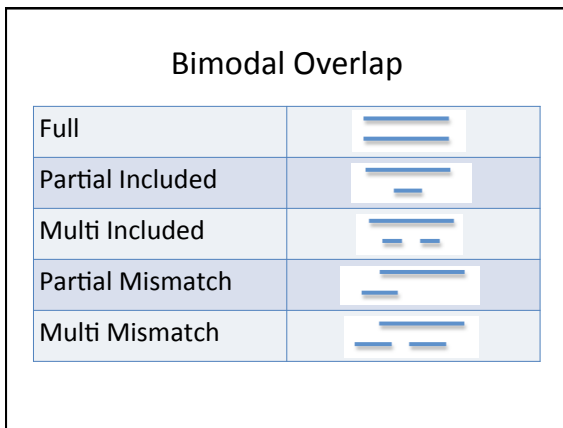 Bimodal Overlap
Full
Partial Included
Multi Included
Partial Mismatch
Multi Mismatch